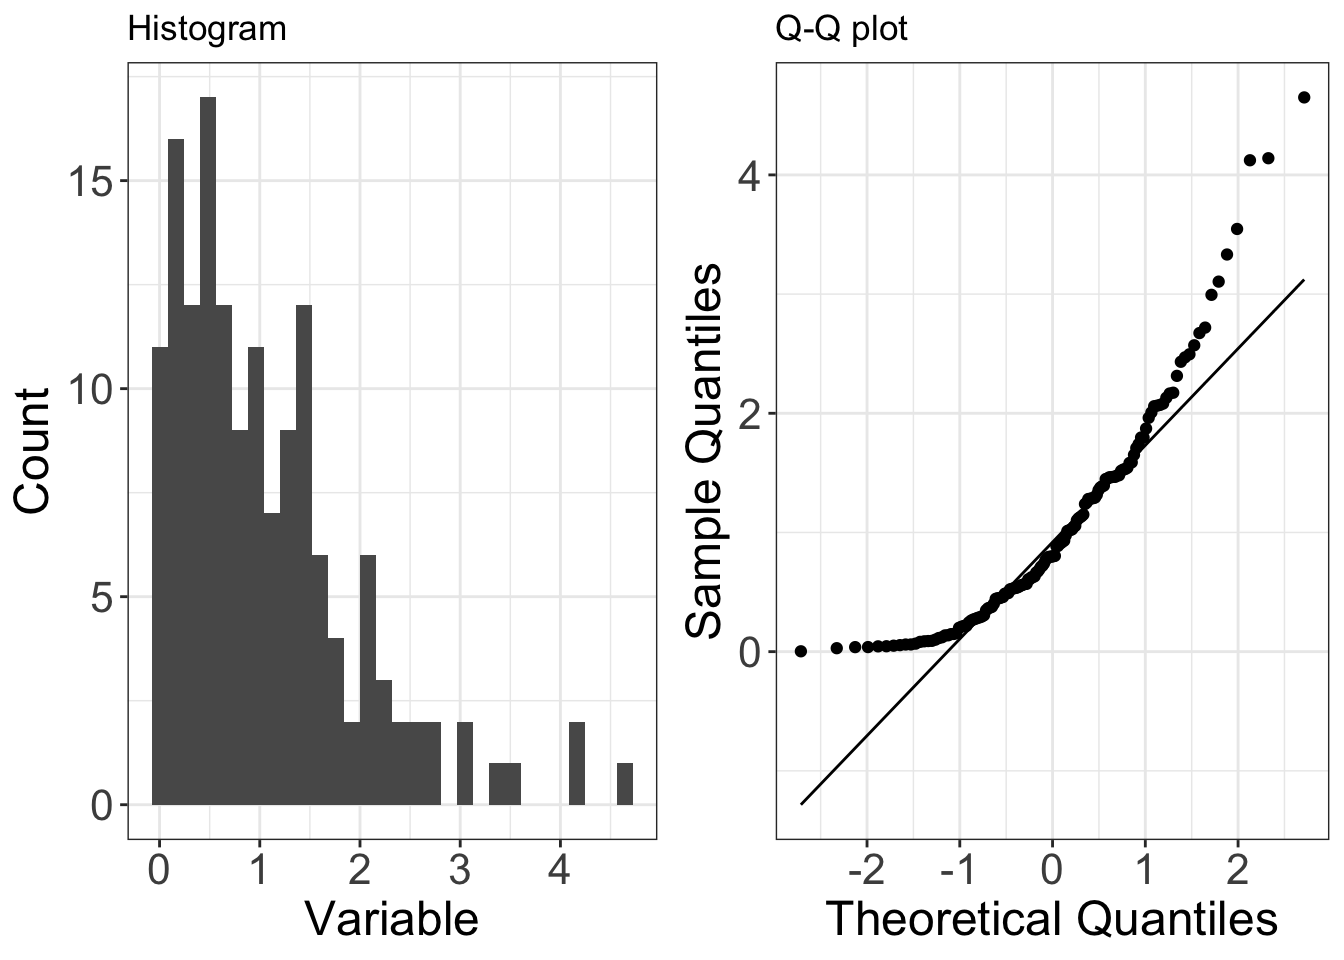 Histogram
15
10
5
0
Count
0 1 2 3 4
Variable
Q-Q plot
4
2
0
Sample Quantiles
-2 -1 0 1 2
Theoretical Quantiles